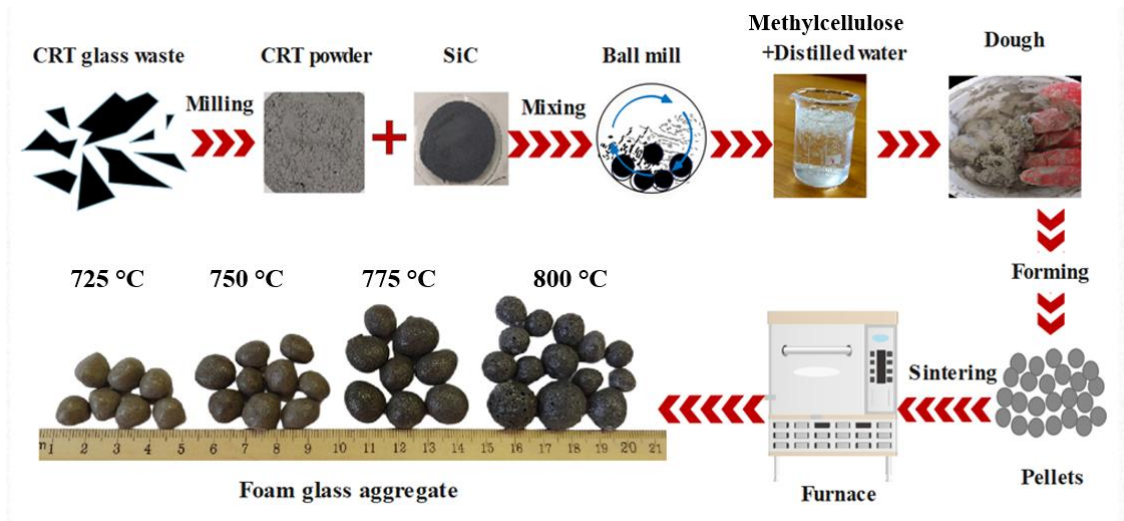 CRT glass waste
Milling
CRT powder
SiC
Mixing
Ball mill
Methylcellulose
+Distilled water
Dough
Forming
Pellets
Sintering
Furnace
725 °C
750 °C
775 °C
800 °C
1 2 3 4 5 6 7 8 9 10 11 12 13 14 15 16 17 18 19 20 21
Foam glass aggregate